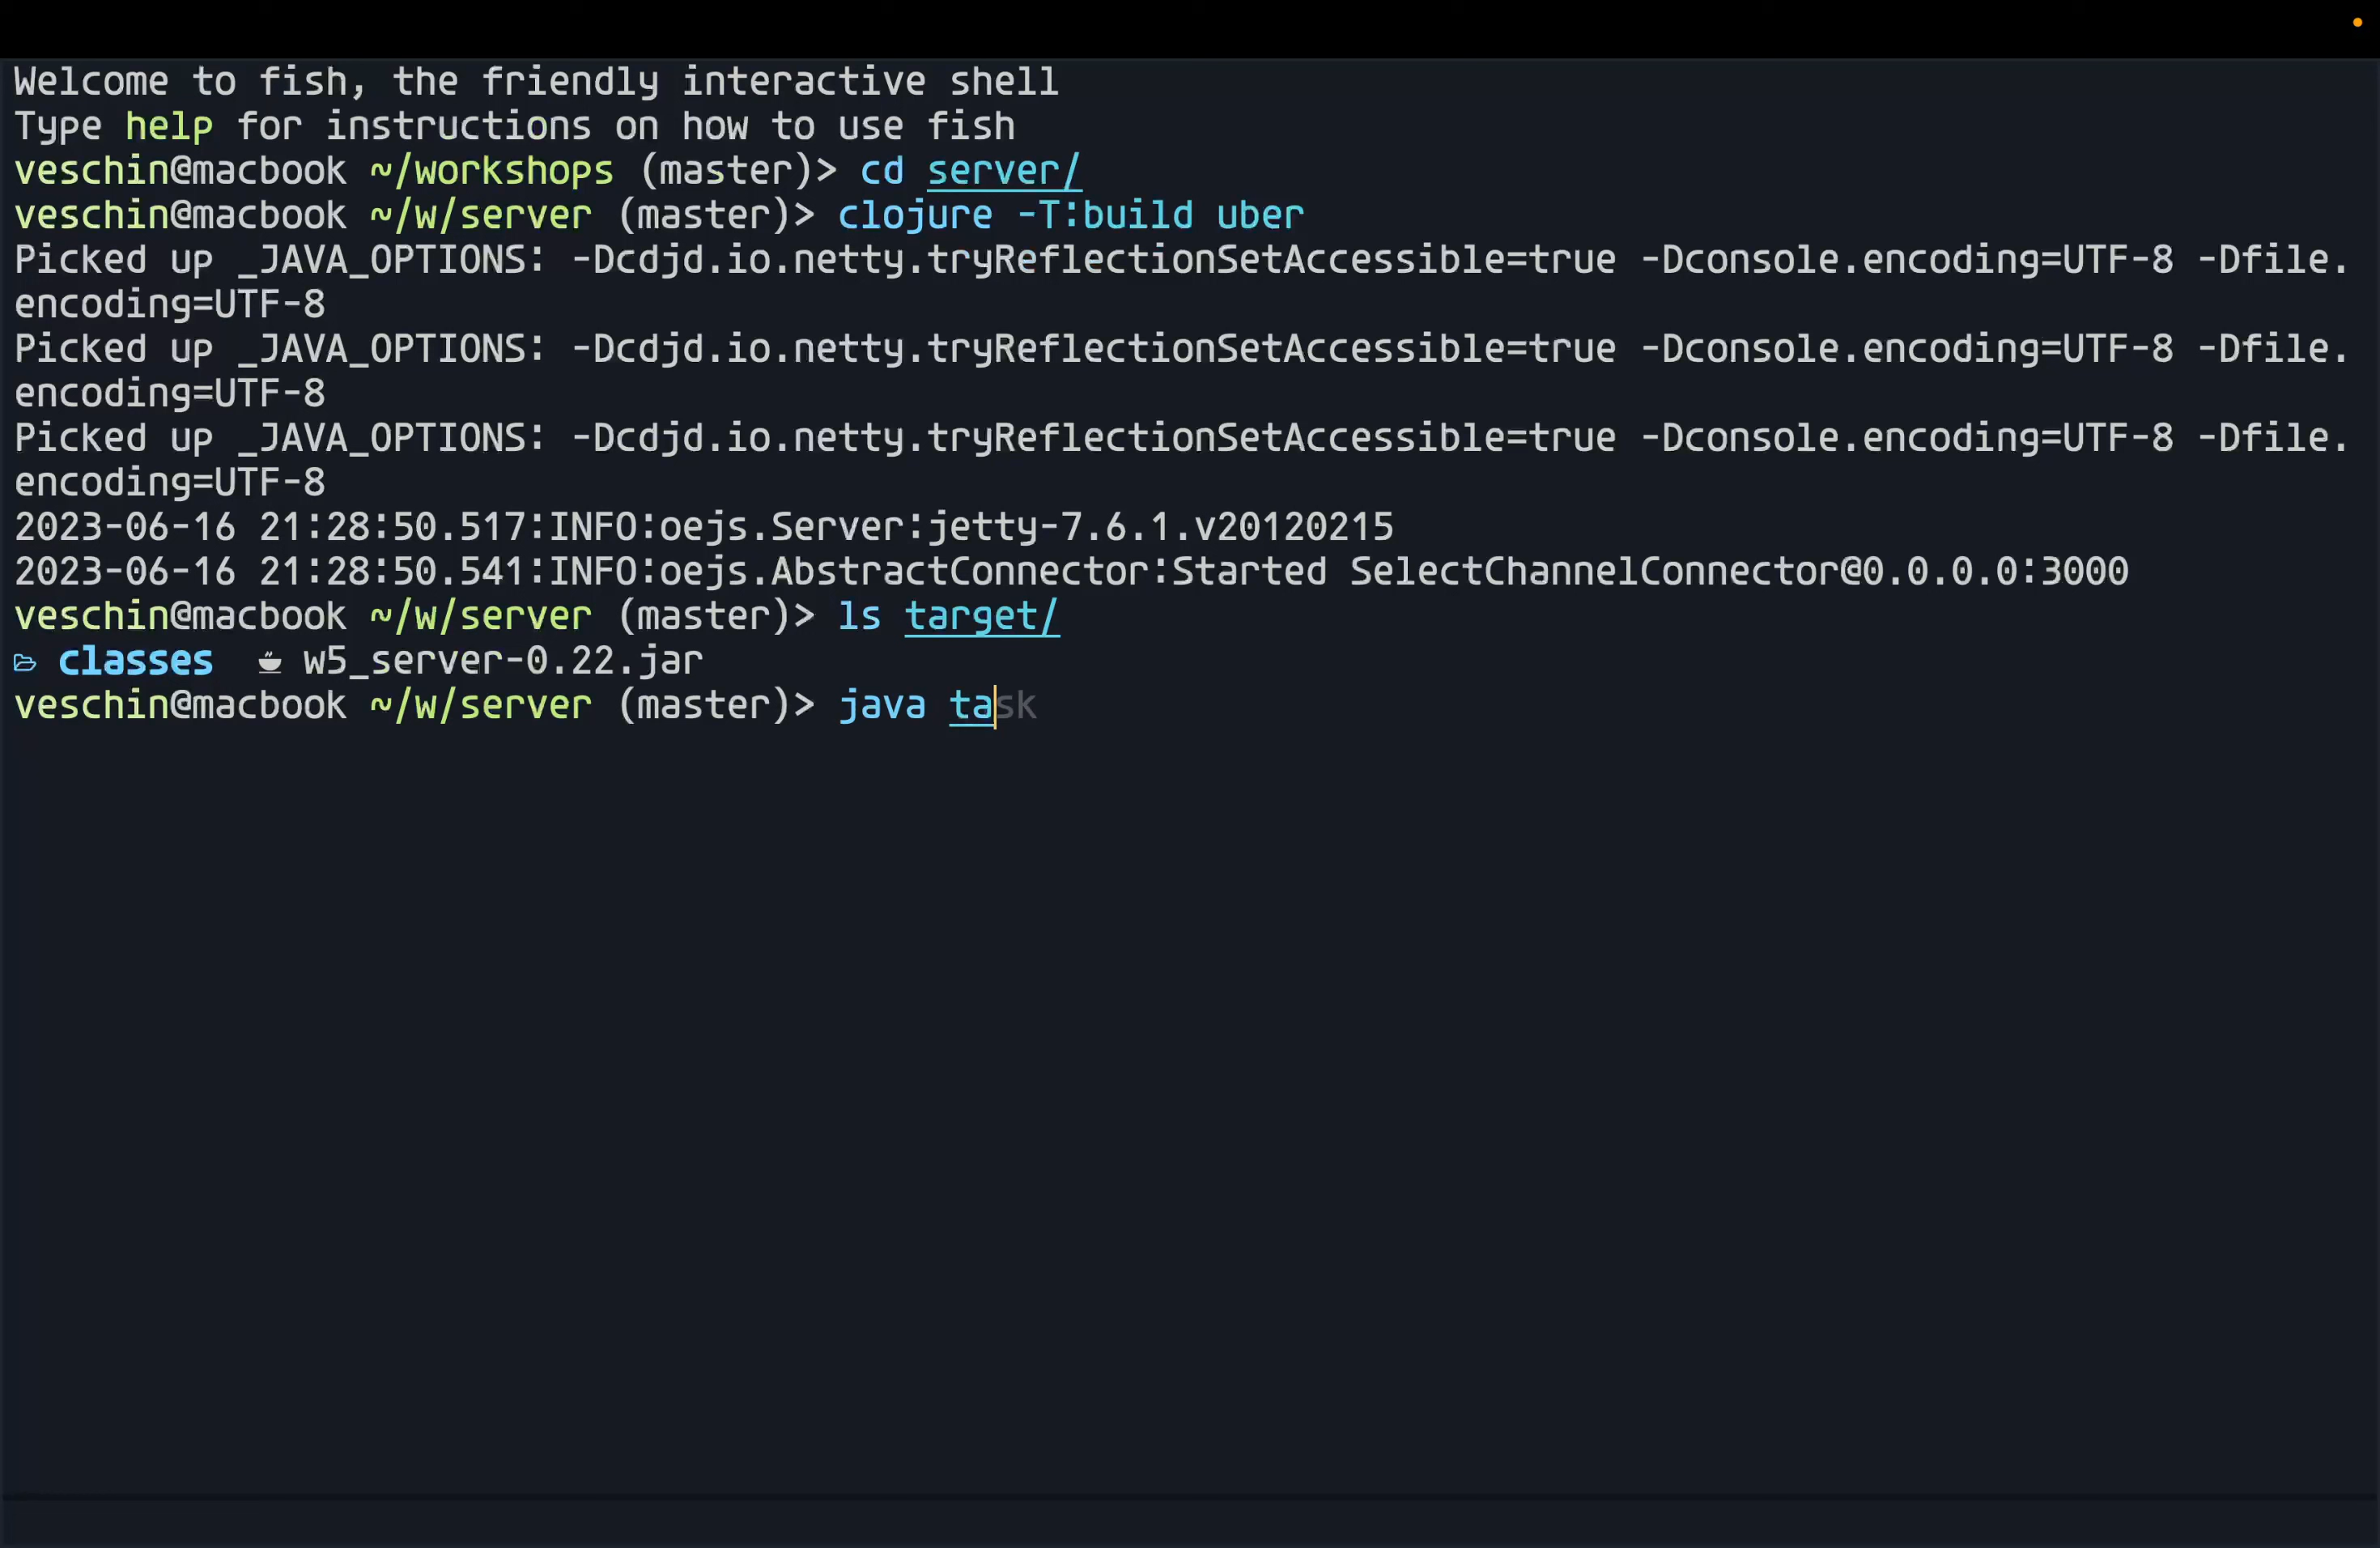 Welcome to fish, the friendly interactive shell
Type help for instructions on how to use fish
veschin@macbook ~/workshops (master)> cd server/
veschin@macbook ~/w/server (master)> clojure -T:build uber
Picked up _JAVA_OPTIONS: -Dcdjd.io.netty.tryReflectionSetAccessible=true -Dconsole.encoding=UTF-8 -Dfile.
encoding=UTF-8
Picked up _JAVA_OPTIONS: -Dcdjd.io.netty.tryReflectionSetAccessible=true -Dconsole.encoding=UTF-8 -Dfile.
encoding=UTF-8
Picked up _JAVA_OPTIONS: -Dcdjd.io.netty.tryReflectionSetAccessible=true -Dconsole.encoding=UTF-8 -Dfile.
encoding=UTF-8
2023-06-16 21:28:50.517:INFO:oejs.Server:jetty-7.6.1.v20120215
2023-06-16 21:28:50.541:INFO:oejs.AbstractConnector:Started SelectChannelConnector@0.0.0.0:3000
veschin@macbook ~/w/server (master)> ls target/
classes w5_server-0.22.jar
veschin@macbook ~/w/server (master)> java task